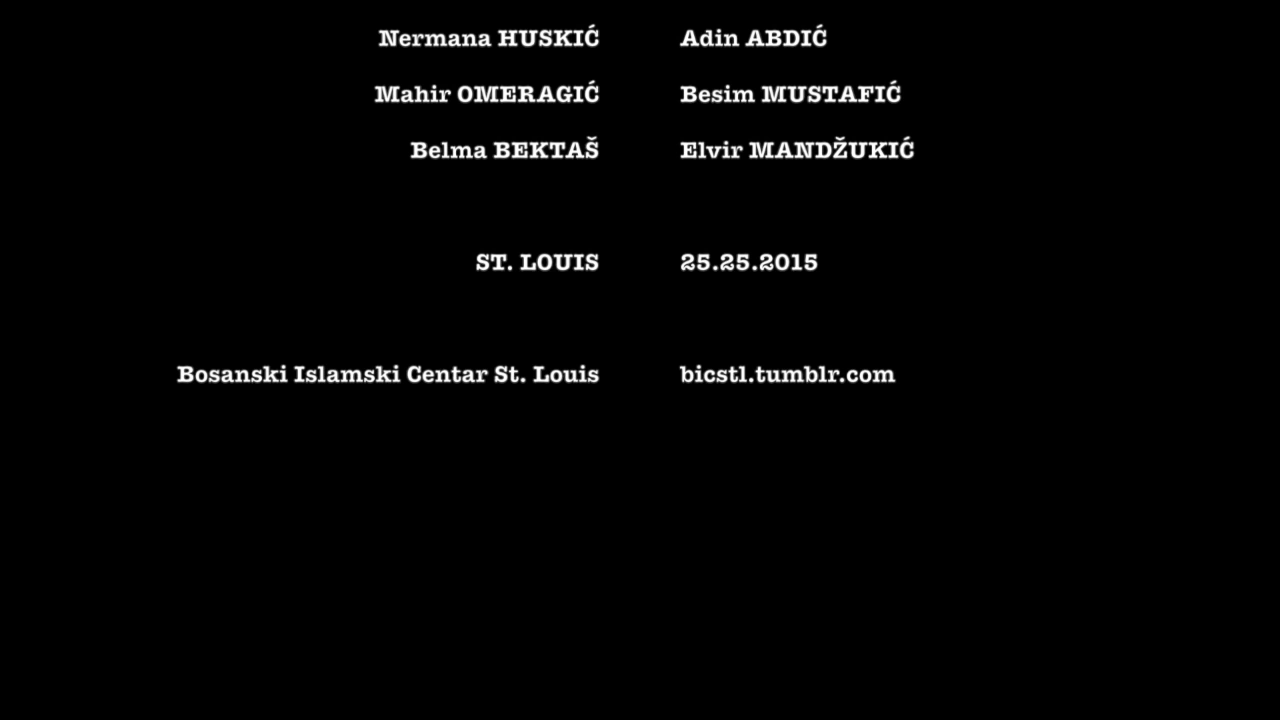 Nermana HUSKIĆ Adin ABDIĆ
Mahir OMERAGIĆ Besim MUSTAFIĆ
Belma BEKTAŠ Elvir MANDŽUKIĆ
ST. LOUIS 25.25.2015
Bosanski Islamski Centar St. Louis bicstl.tumblr.com